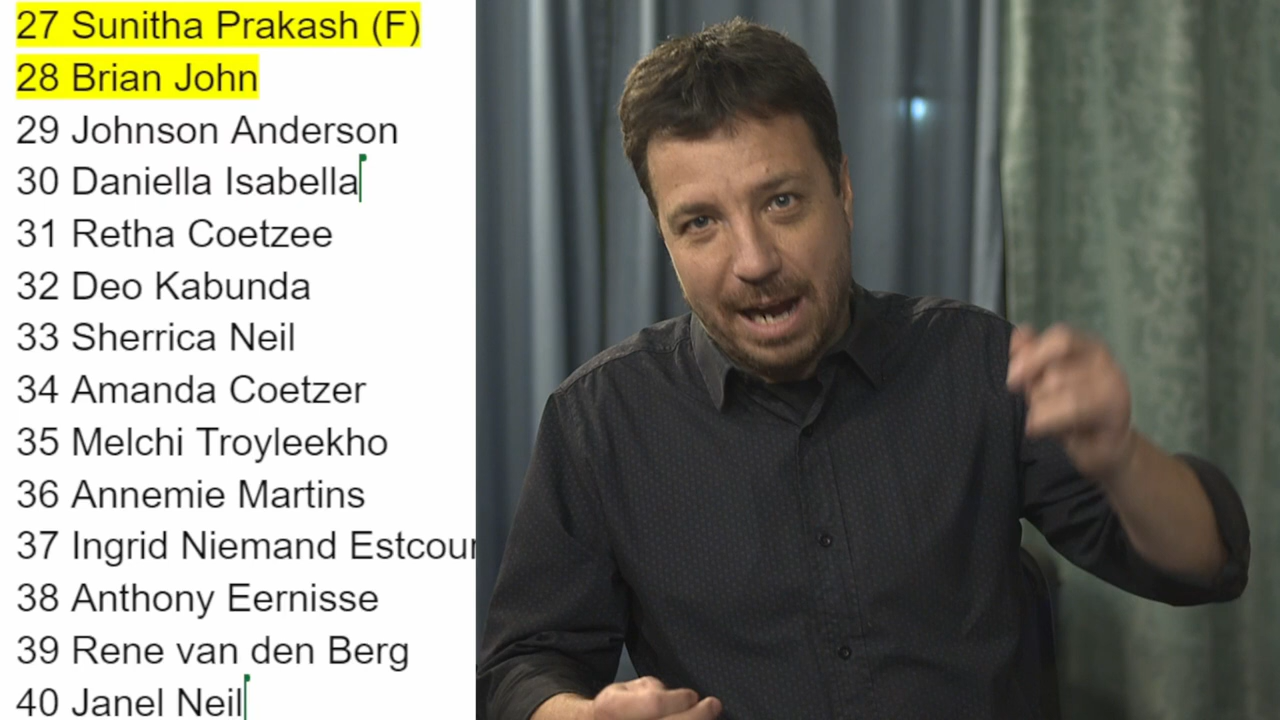 27 Sunitha Prakash (F)
28 Brian John
29 Johnson Anderson
30 Daniella Isabella
31 Retha Coetzee
32 Deo Kabunda
33 Sherrica Neil
34 Amanda Coetzer
35 Melchi Troyleekho
36 Annemie Martins
37 Ingrid Niemand
38 Anthony Eernisse
39 Rene van den Berg
40 Janel Neil